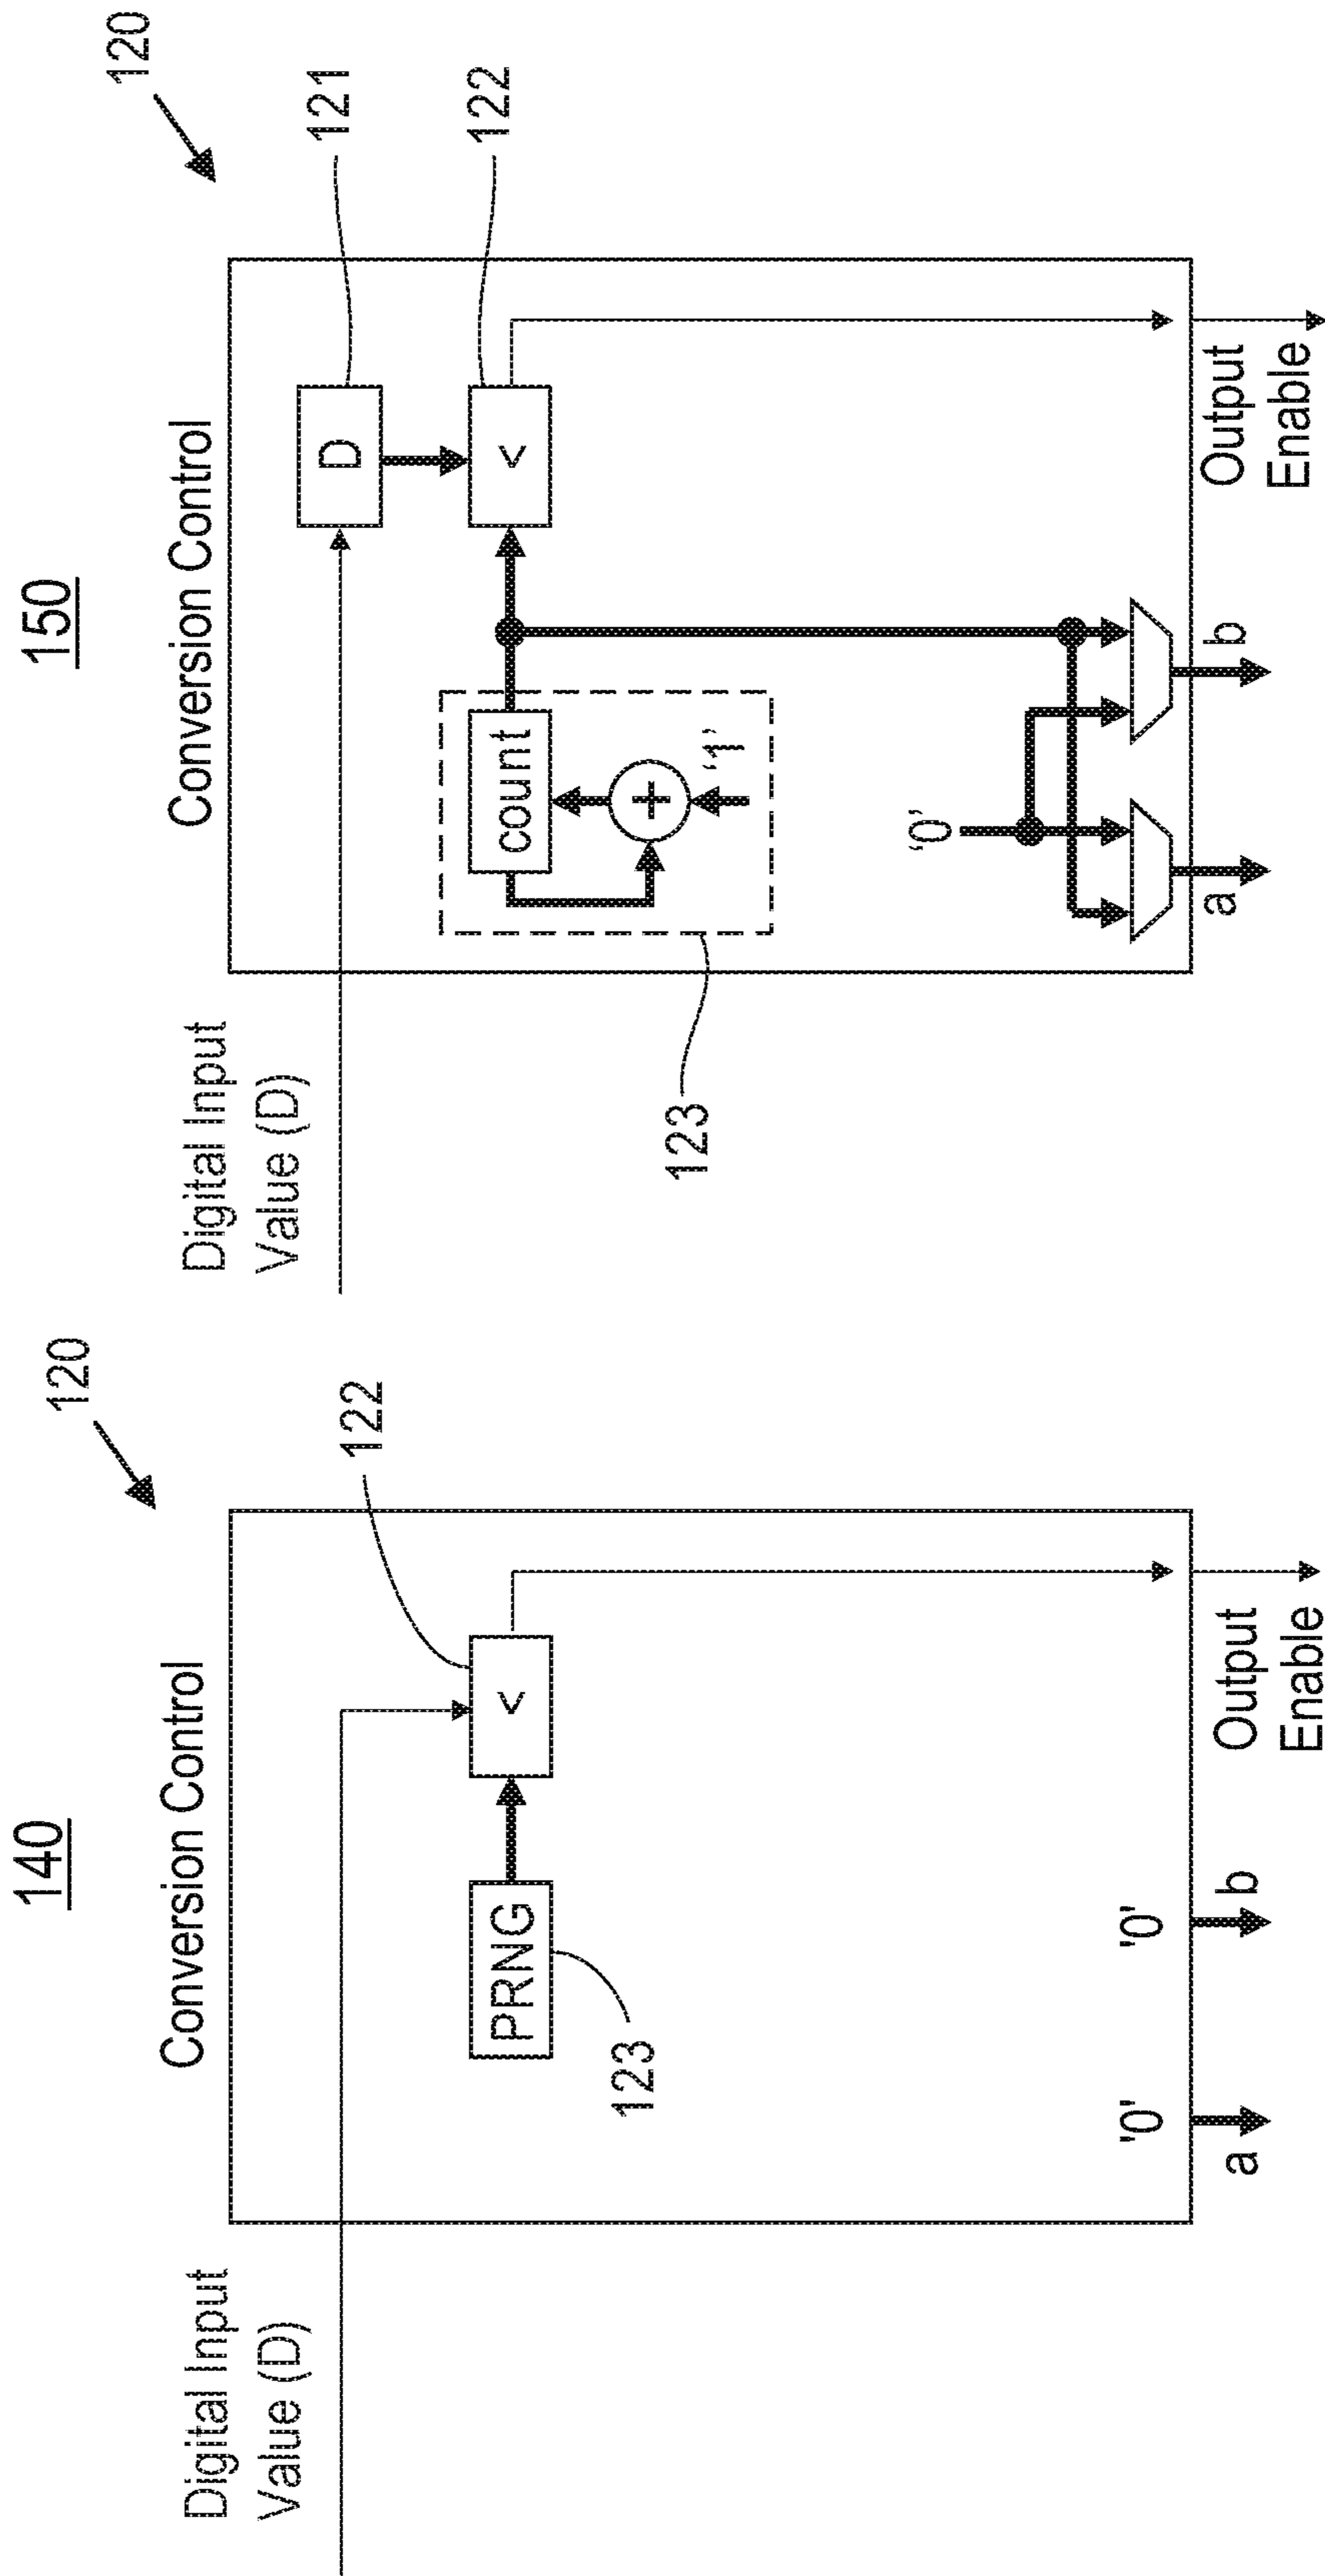 140
120
Conversion Control
Digital Input
Value (D)
122
<
PRNG
123
'0'
'0'
a
b
Output
Enable
150
120
Conversion Control
Digital Input
Value (D)
D
121
<
122
count
+
'1'
123
'0'
a
b
Output
Enable